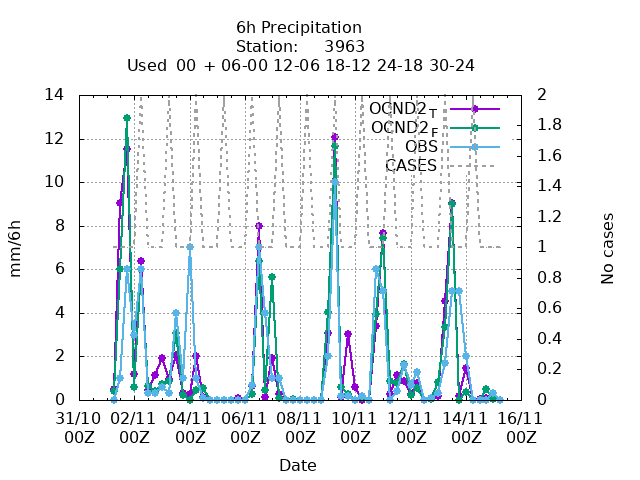 6h Precipitation
Station: 3963
Used 00 + 06-00 12-06 18-12 24-18 30-24
14 2
12 1.8
10 1.6
8 1.4
6 1.2
4 1
2 0.8
0 0.6
0.4
0.2
0
OCND2T
OCND2F
OBS
CASES
mm/6h
No cases
31/10 02/11 04/11 06/11 08/11 10/11 12/11 14/11 16/11
00Z 00Z 00Z 00Z 00Z 00Z 00Z 00Z 00Z
Date